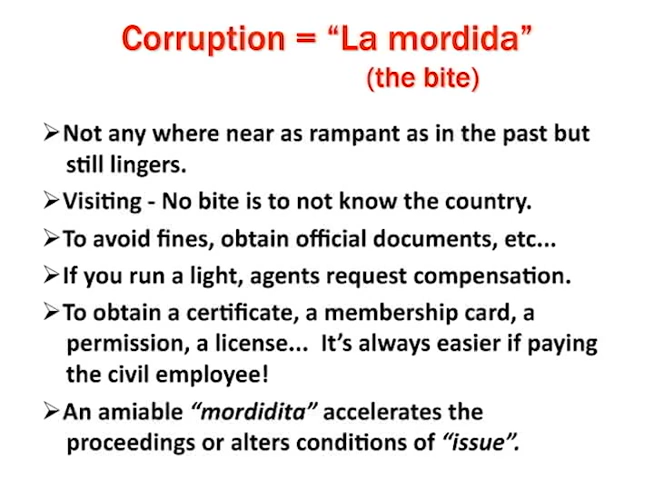 Corruption = “La mordida”
(the bite)
➢Not any where near as rampant as in the past but
still lingers.
➢Visiting - No bite is to not know the country.
➢To avoid fines, obtain official documents, etc...
➢If you run a light, agents request compensation.
➢To obtain a certificate, a membership card, a
permission, a license... It’s always easier if paying
the civil employee!
➢An amiable “mordidita” accelerates the
proceedings or alters conditions of “issue”.